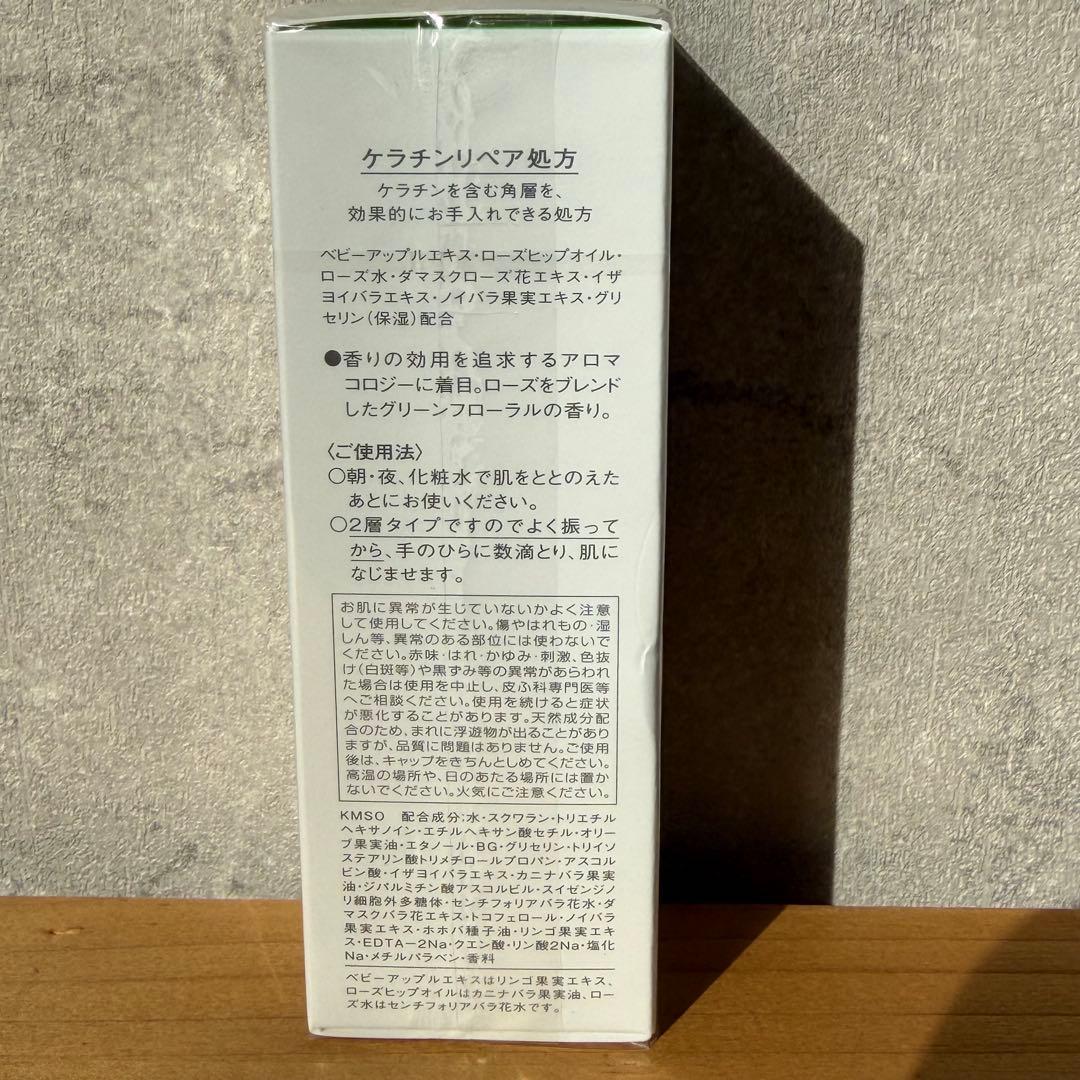 ケラチンリペア処方
ケラチンを含む角層を、
効果的にお手入れできる処方
ベビーアップルエキス・ローズヒップオイル・
ローズ水・ダマスクローズ花エキス・イザ
ヨイバラエキス・ノイバラ果実エキス・グリ
セリン(保湿)配合
●香りの効用を追求するアロマ
コロジーに着目。ローズをブレンド
したグリーンフローラルの香り。
〈ご使用法〉
○朝・夜、化粧水で肌をととのえた
あとにお使いください。
○2層タイプですのでよく振って
から、手のひらに数滴とり、肌に
なじませます。
お肌に異常が生じていないかよく注意
して使用してください。傷やはれもの・湿
しん等、異常のある部位には使わないで
ください。赤味・はれ・かゆみ・刺激、色抜
け(白斑等)や黒ずみ等の異常があらわれ
た場合は使用を中止し、皮ふ科専門医等
へご相談ください。使用を続けると症状
が悪化することがあります。天然成分配
合のため、まれに浮遊物が出ることがあり
ますが、品質に問題はありません。ご使用
後は、キャップをきちんとしめてください。
高温の場所や、日のあたる場所には置か
ないでください。火気にご注意ください。
KMSO 配合成分;水・スクワラン・トリエチル
ヘキサノイン・エチルヘキサン酸セチル・オリー
ブ果実油・エタノール・BG・グリセリン・トリイソ
ステアリン酸トリメチロールプロパン・アスコル
ビン酸・イザヨイバラエキス・カニナバラ果実
油・ジパルミチン酸アスコルビル・スイゼンジノ
リ細胞外多糖体・センチフォリアバラ花水・ダ
マスクバラ花エキス・トコフェロール・ノイバラ
果実エキス・ホホバ種子油・リンゴ果実エキ
ス・EDTA-2Na・クエン酸・リン酸2Na・塩化
Na・メチルパラベン・香料
ベビーアップルエキスはリンゴ果実エキス、
ローズヒップオイルはカニナバラ果実油、ロー
ズ水はセンチフォリアバラ花水です。